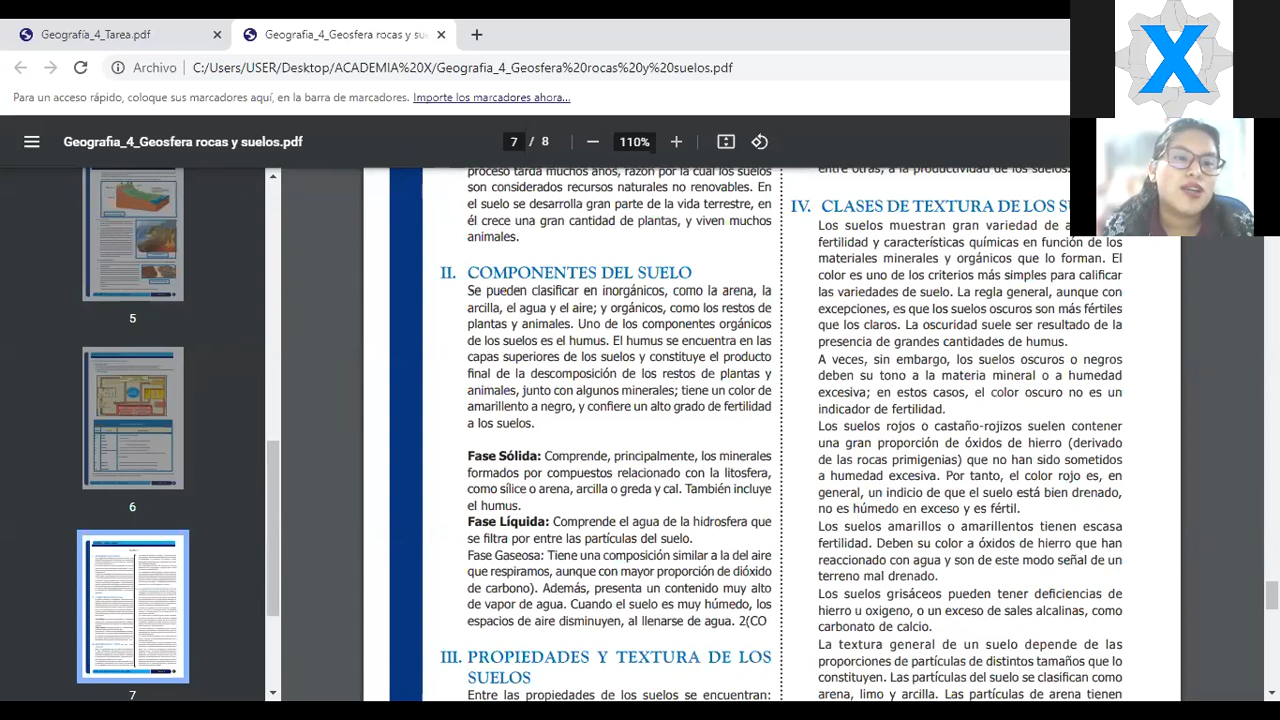 Geografía_4_Tarea.pdf
Geografia_4_Geosfera rocas y su
Archivo
C:/Users/USER/Desktop/ACADEMIA%20X/Geografia_4_Geosfera%20rocas%20y%20suelos.pdf
Para un acceso rápido, coloque sus marcadores aquí, en la barra de marcadores. Importe los marcadores ahora...
Geografia_4_Geosfera rocas y suelos.pdf
7 / 8
110%
X
5
6
7
proceso tarda muchos años, razón por la cual los suelos
son considerados recursos naturales no renovables. En
el suelo se desarrolla gran parte de la vida terrestre, en
él crece una gran cantidad de plantas, y viven muchos
animales.
II. COMPONENTES DEL SUELO
Se pueden clasificar en inorgánicos, como la arena, la
arcilla, el agua y el aire; y orgánicos, como los restos de
plantas y animales. Uno de los componentes orgánicos
de los suelos es el humus. El humus se encuentra en las
capas superiores de los suelos y constituye el producto
final de la descomposición de los restos de plantas y
animales, junto con algunos minerales; tiene un color de
amarillento a negro, y confiere un alto grado de fertilidad
a los suelos.
Fase Sólida: Comprende, principalmente, los minerales
formados por compuestos relacionado con la litosfera,
como sílice o arena, arcilla o greda y cal. También incluye
el humus.
Fase Líquida: Comprende el agua de la hidrosfera que
se filtra por entre las partículas del suelo.
Fase Gaseosa: Tiene una composición similar a la del aire
que respiramos, aunque con mayor proporción de dióxido
de carbono). Además, presenta un contenido muy alto
de vapor de agua. Cuando el suelo es muy húmedo, los
espacios de aire disminuyen, al llenarse de agua. 2(CO
III. PROPIEDADES Y TEXTURA DE LOS
SUELOS
Entre las propiedades de los suelos se encuentran:
entre otras, a la productividad de los suelos.
IV. CLASES DE TEXTURA DE LOS
Los suelos muestran gran variedad de
fertilidad y características químicas en función de los
materiales minerales y orgánicos que lo forman. El
color es uno de los criterios más simples para calificar
las variedades de suelo. La regla general, aunque con
excepciones, es que los suelos oscuros son más fértiles
que los claros. La oscuridad suele ser resultado de la
presencia de grandes cantidades de humus.
A veces, sin embargo, los suelos oscuros o negros
deben su tono a la materia mineral o a humedad
excesiva; en estos casos, el color oscuro no es un
indicador de fertilidad.
Los suelos rojos o castaño-rojizos suelen contener
una gran proporción de óxidos de hierro (derivado
de las rocas primigenias) que no han sido sometidos
a humedad excesiva. Por tanto, el color rojo es, en
general, un indicio de que el suelo está bien drenado,
no es húmedo en exceso y es fértil.
Los suelos amarillos o amarillentos tienen escasa
fertilidad. Deben su color a óxidos de hierro que han
reaccionado con agua y son de este modo señal de un
terreno mal drenado.
Los suelos grisáceos pueden tener deficiencias de
hierro u oxígeno, o un exceso de sales alcalinas, como
carbonato de calcio.
La textura general de un suelo depende de las
proporciones de partículas de distintos tamaños que lo
constituyen. Las partículas del suelo se clasifican como
arena, limo y arcilla. Las partículas de arena tienen